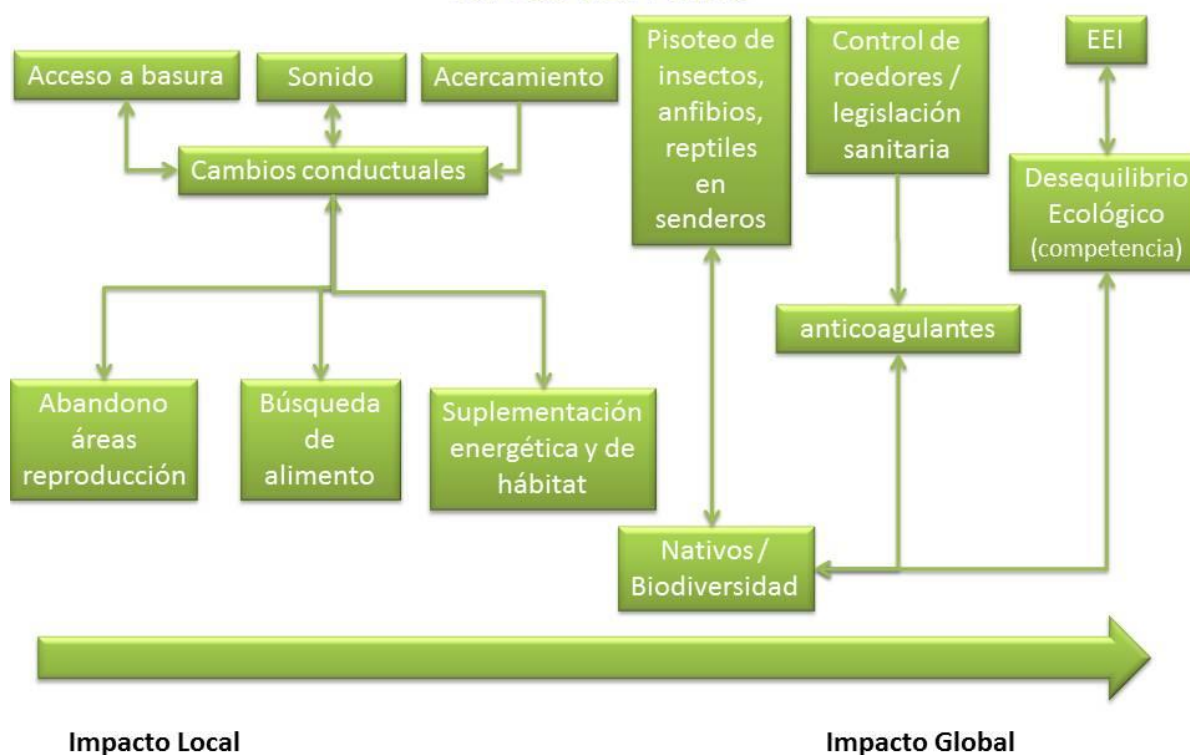 Acceso a basura
Sonido
Acercamiento
Pisoteo de
insectos,
anfibios,
reptiles
en
senderos
Control de
roedores /
legislación
sanitaria
EEI
Cambios conductuales
Desequilibrio
Ecológico
(competencia)
anticoagulantes
Abandono
áreas
reproducción
Búsqueda
de
alimento
Suplementación
energética y de
hábitat
Nativos /
Biodiversidad
Impacto Local
Impacto Global